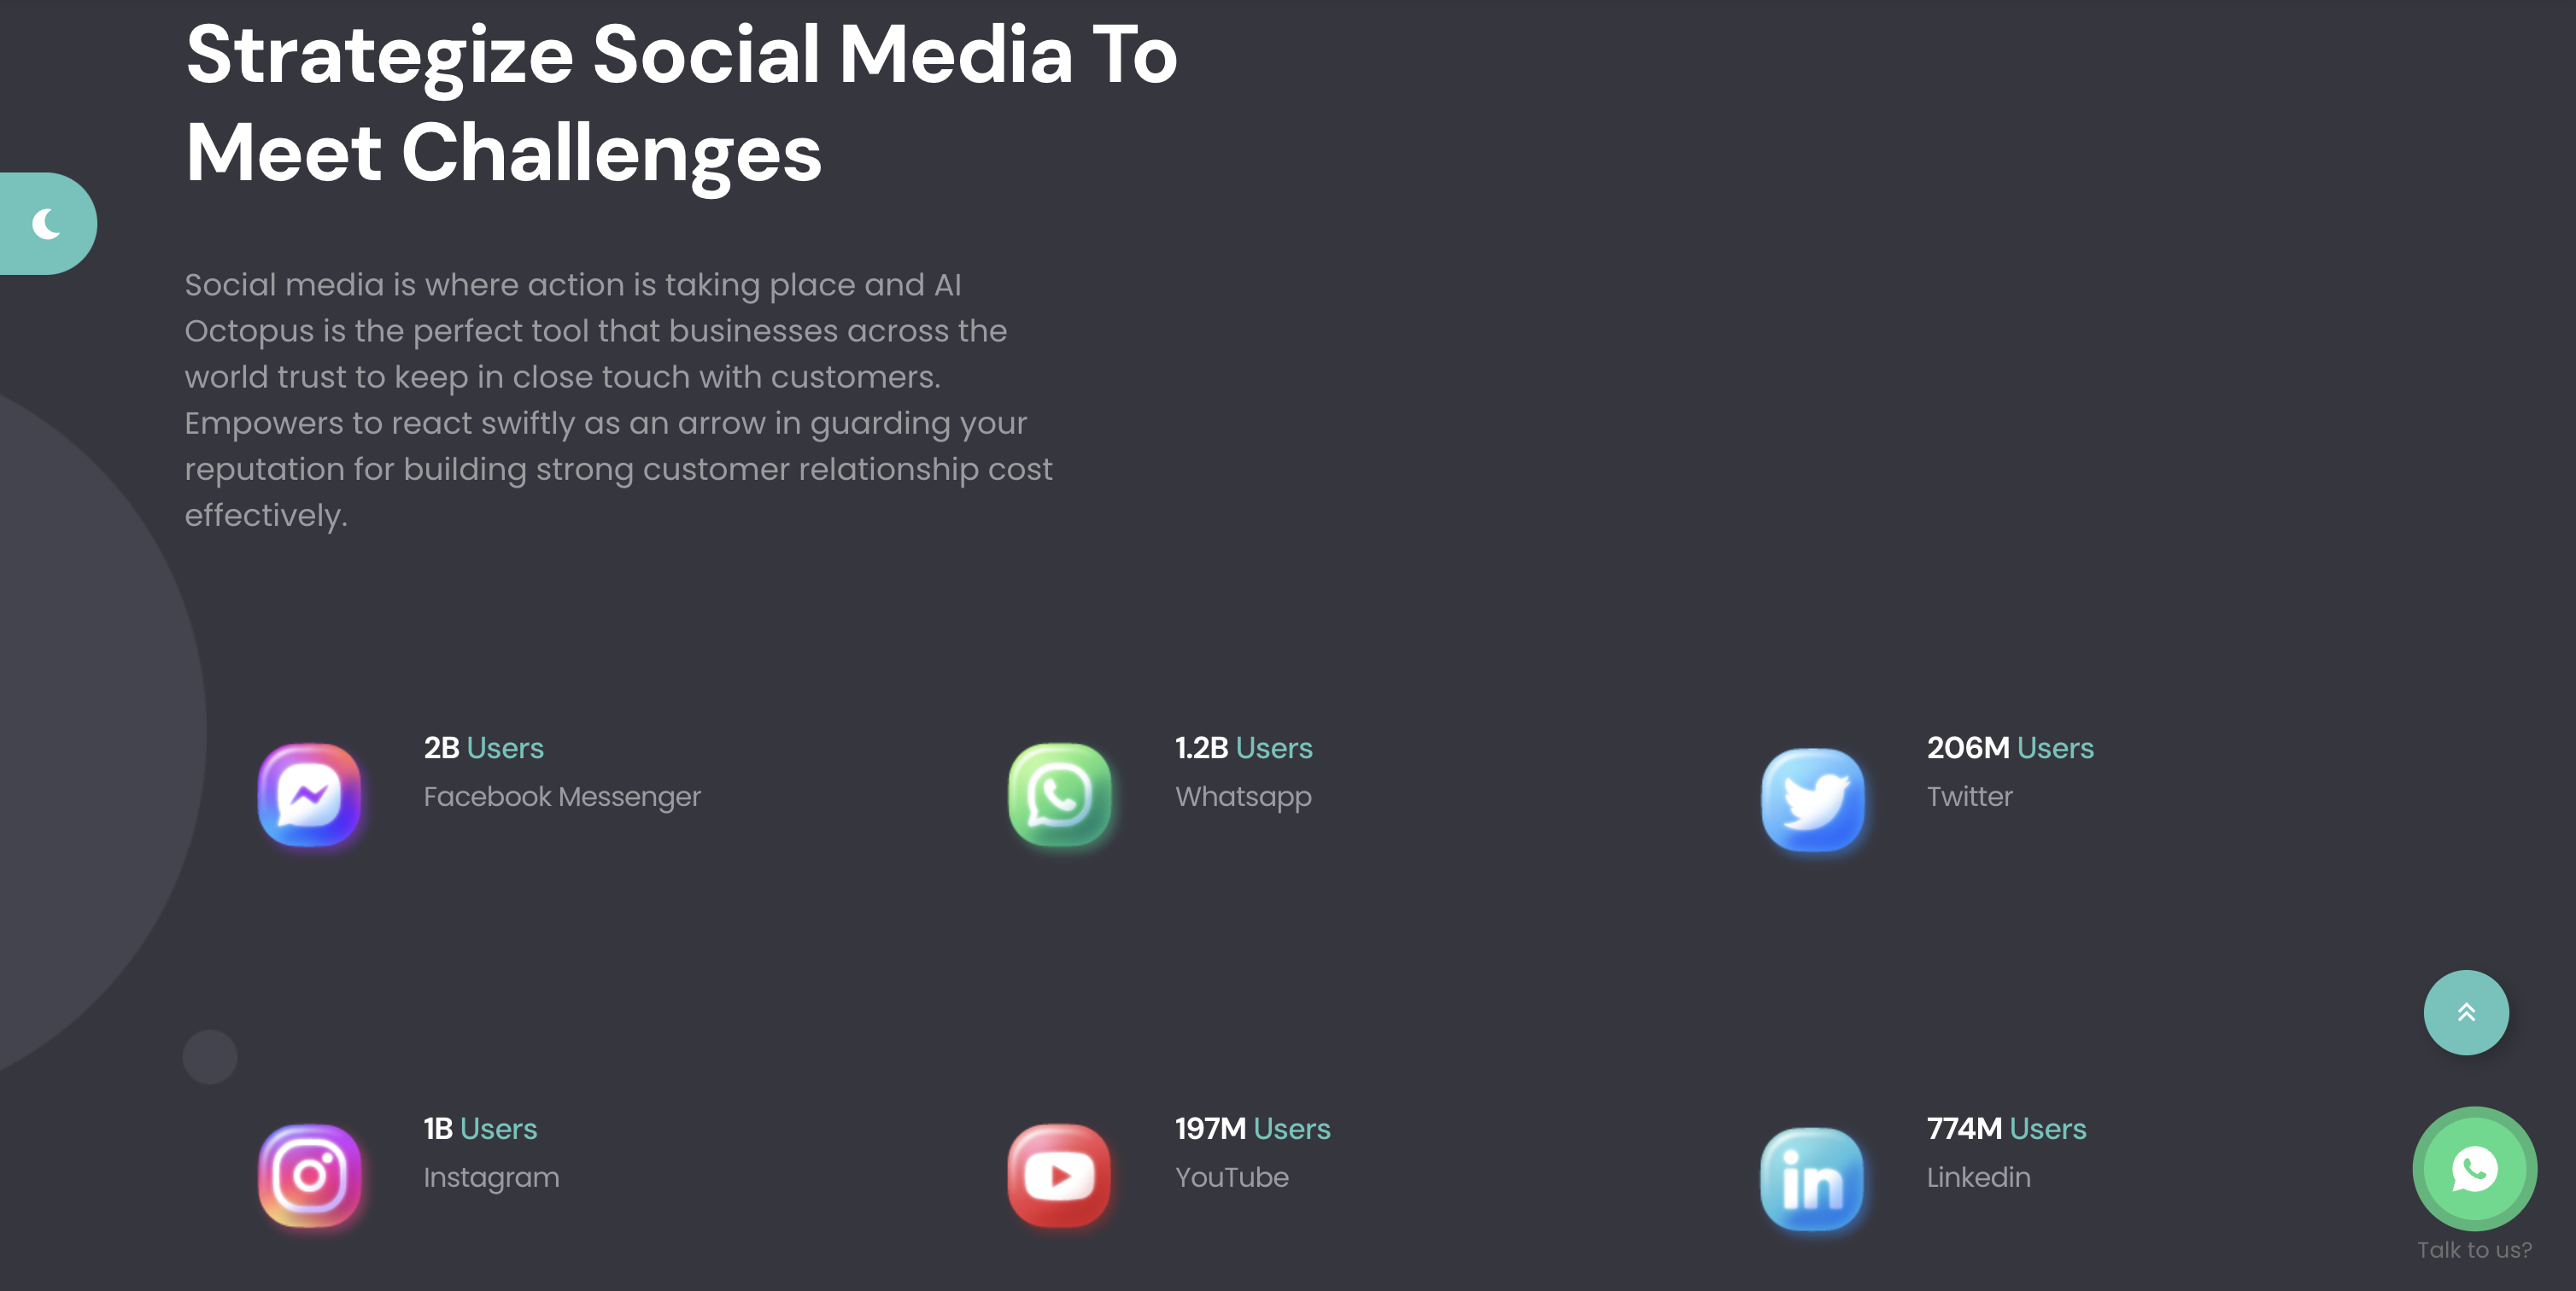 Strategize Social Media To
Meet Challenges
Social media is where action is taking place and AI
Octopus is the perfect tool that businesses across the
world trust to keep in close touch with customers.
Empowers to react swiftly as an arrow in guarding your
reputation for building strong customer relationship cost
effectively.
2B Users
Facebook Messenger
1.2B Users
Whatsapp
206M Users
Twitter
1B Users
Instagram
197M Users
YouTube
in
774M Users
Linkedin
Talk to us?